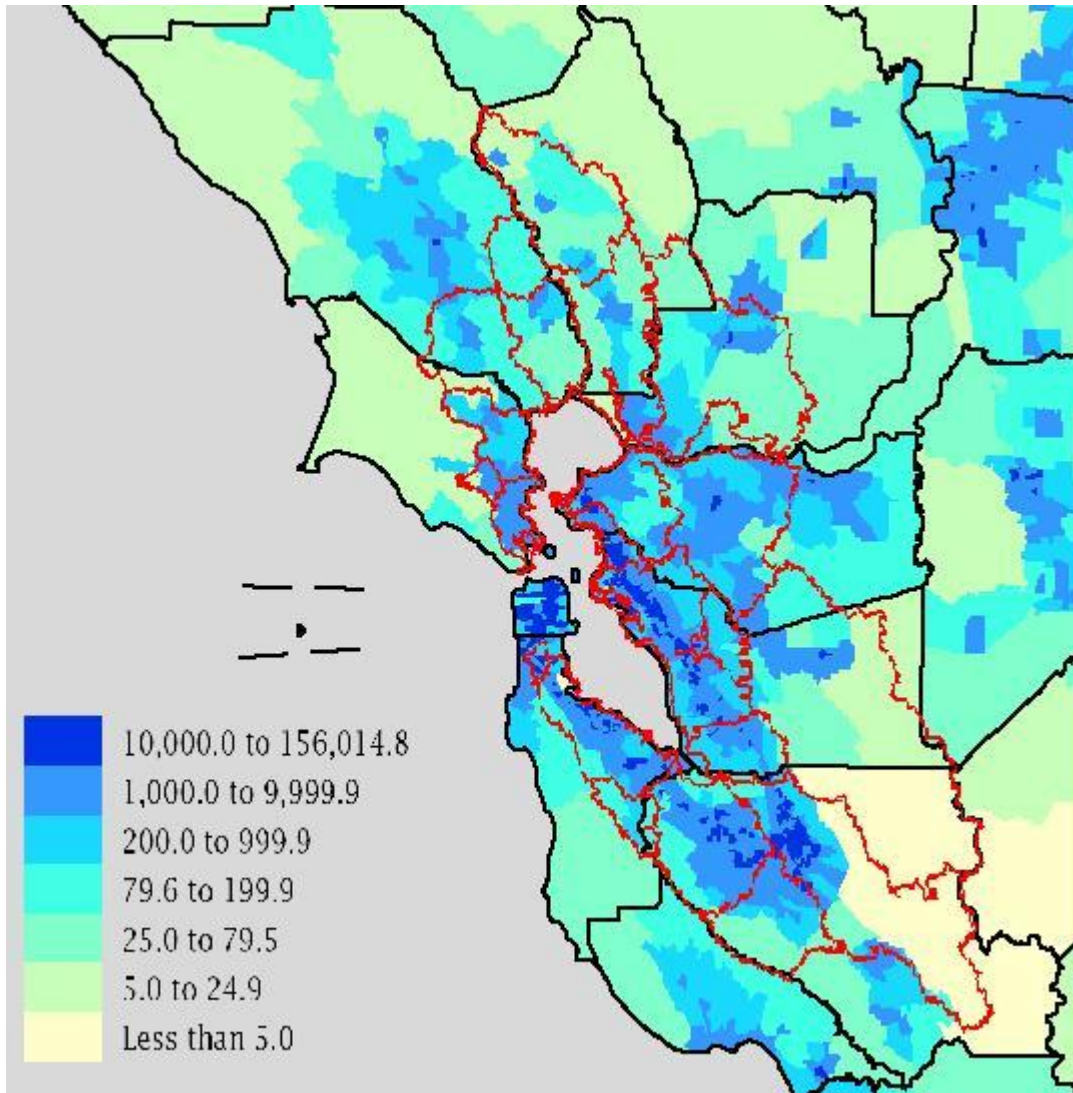 10,000.0 to 156,014.8
1,000.0 to 9,999.9
200.0 to 999.9
79.6 to 199.9
25.0 to 79.5
5.0 to 24.9
Less than 5.0